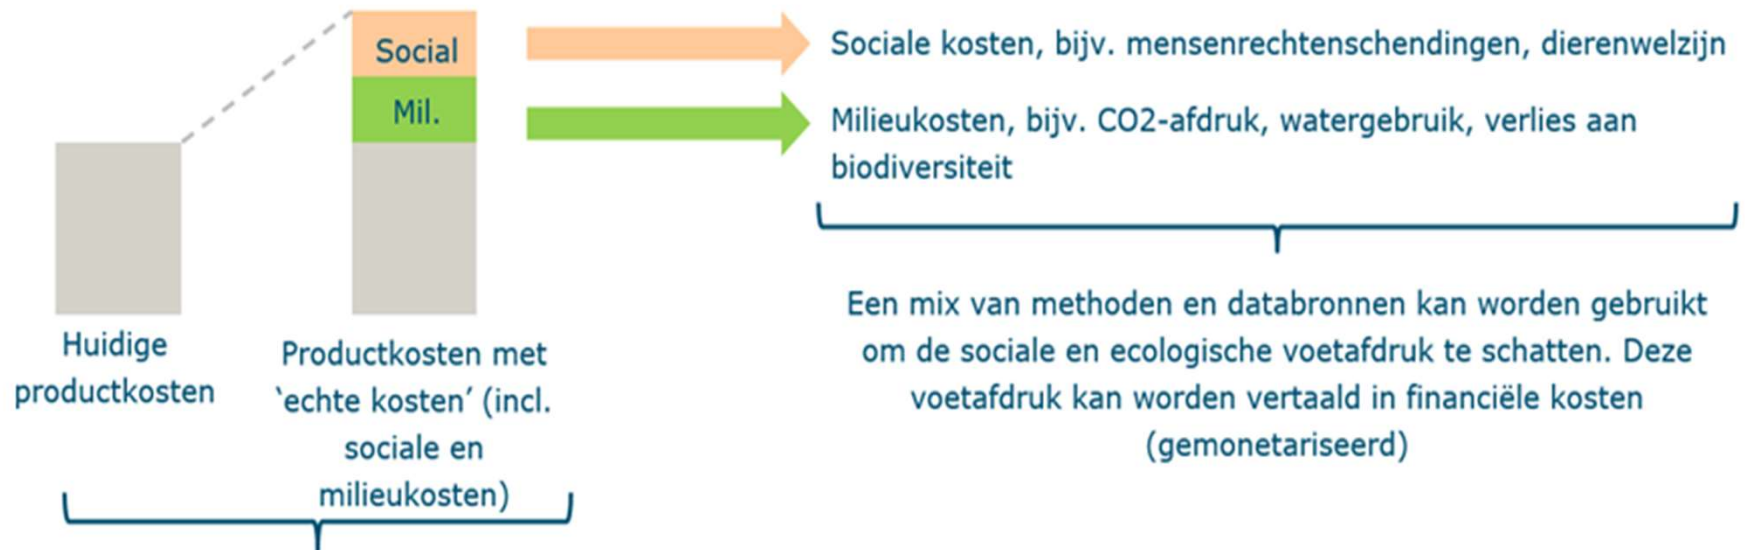 Social
Mil.
Sociale kosten, bijv. mensenrechtenschendingen, dierenwelzijn
Milieukosten, bijv. CO2-afdruk, watergebruik, verlies aan
biodiversiteit
Huidige
productkosten
Productkosten met
‘echte kosten’ (incl.
sociale en
milieukosten)
Een mix van methoden en databronnen kan worden gebruikt
om de sociale en ecologische voetafdruk te schatten. Deze
voetafdruk kan worden vertaald in financiële kosten
(gemonetariseerd)